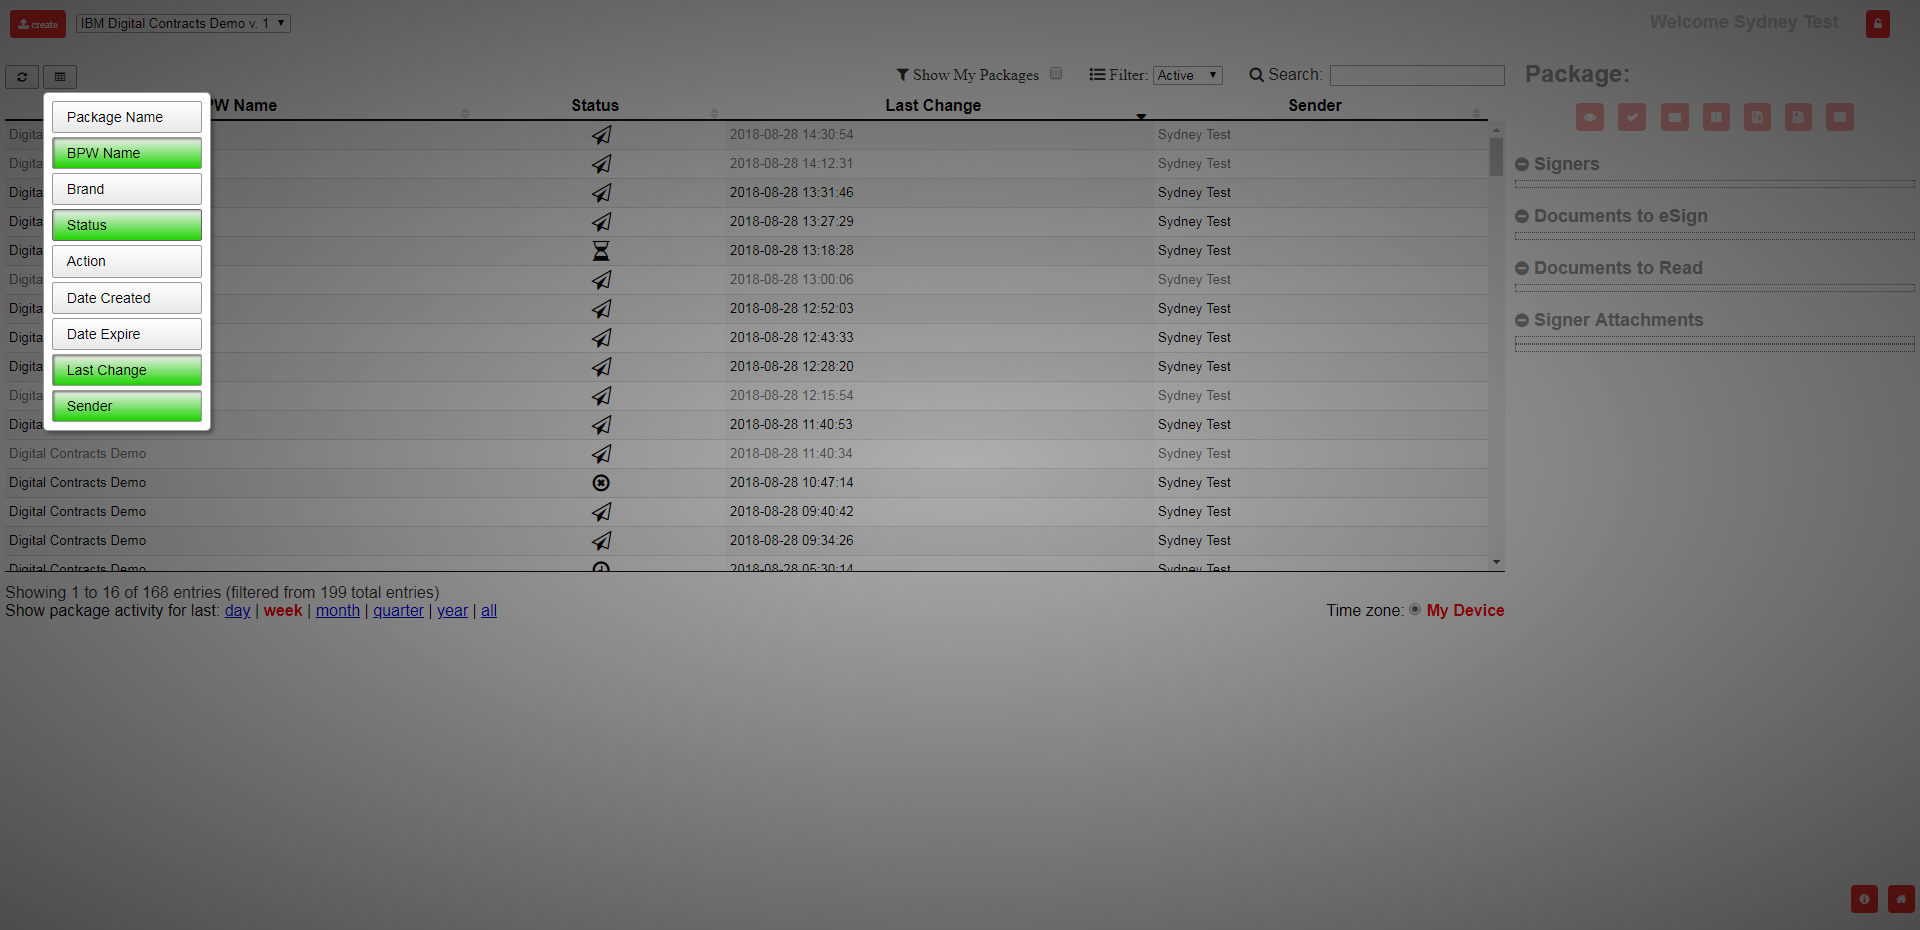 create IBM Digital Contracts Demo v. 1 Welcome Sydney Test
Show My Packages Filter: Active Search: Package:
PW Name Status Last Change Sender
Package Name
BPW Name
Brand
Status
Action
Date Created
Date Expire
Last Change
Sender
Digita 2018-08-28 14:30:54 Sydney Test
Digita 2018-08-28 14:12:31 Sydney Test
Digita 2018-08-28 13:31:46 Sydney Test
Digita 2018-08-28 13:27:29 Sydney Test
Digita 2018-08-28 13:18:28 Sydney Test
Digita 2018-08-28 13:00:06 Sydney Test
Digita 2018-08-28 12:52:03 Sydney Test
Digita 2018-08-28 12:43:33 Sydney Test
Digita 2018-08-28 12:28:20 Sydney Test
Digita 2018-08-28 12:15:54 Sydney Test
Digita 2018-08-28 11:40:53 Sydney Test
Digital Contracts Demo 2018-08-28 11:40:34 Sydney Test
Digital Contracts Demo 2018-08-28 10:47:14 Sydney Test
Digital Contracts Demo 2018-08-28 09:40:42 Sydney Test
Digital Contracts Demo 2018-08-28 09:34:26 Sydney Test
Digital Contracts Demo 2018-08-28 05:30:14 Sydney Test
Showing 1 to 16 of 168 entries (filtered from 199 total entries)
Show package activity for last: day | week | month | quarter | year | all Time zone: My Device
Signers
Documents to eSign
Documents to Read
Signer Attachments